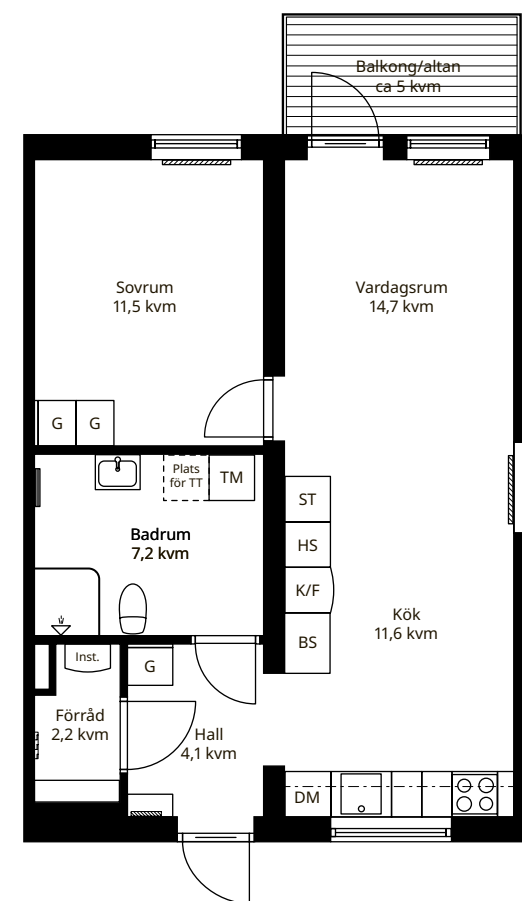 Balkong/altan
ca 5 kvm
Sovrum
11,5 kvm
Vardagsrum
14,7 kvm
G
G
Plats
för TT
TM
ST
HS
K/F
BS
Badrum
7,2 kvm
Kök
11,6 kvm
Inst.
G
Förråd
2,2 kvm
Hall
4,1 kvm
DM